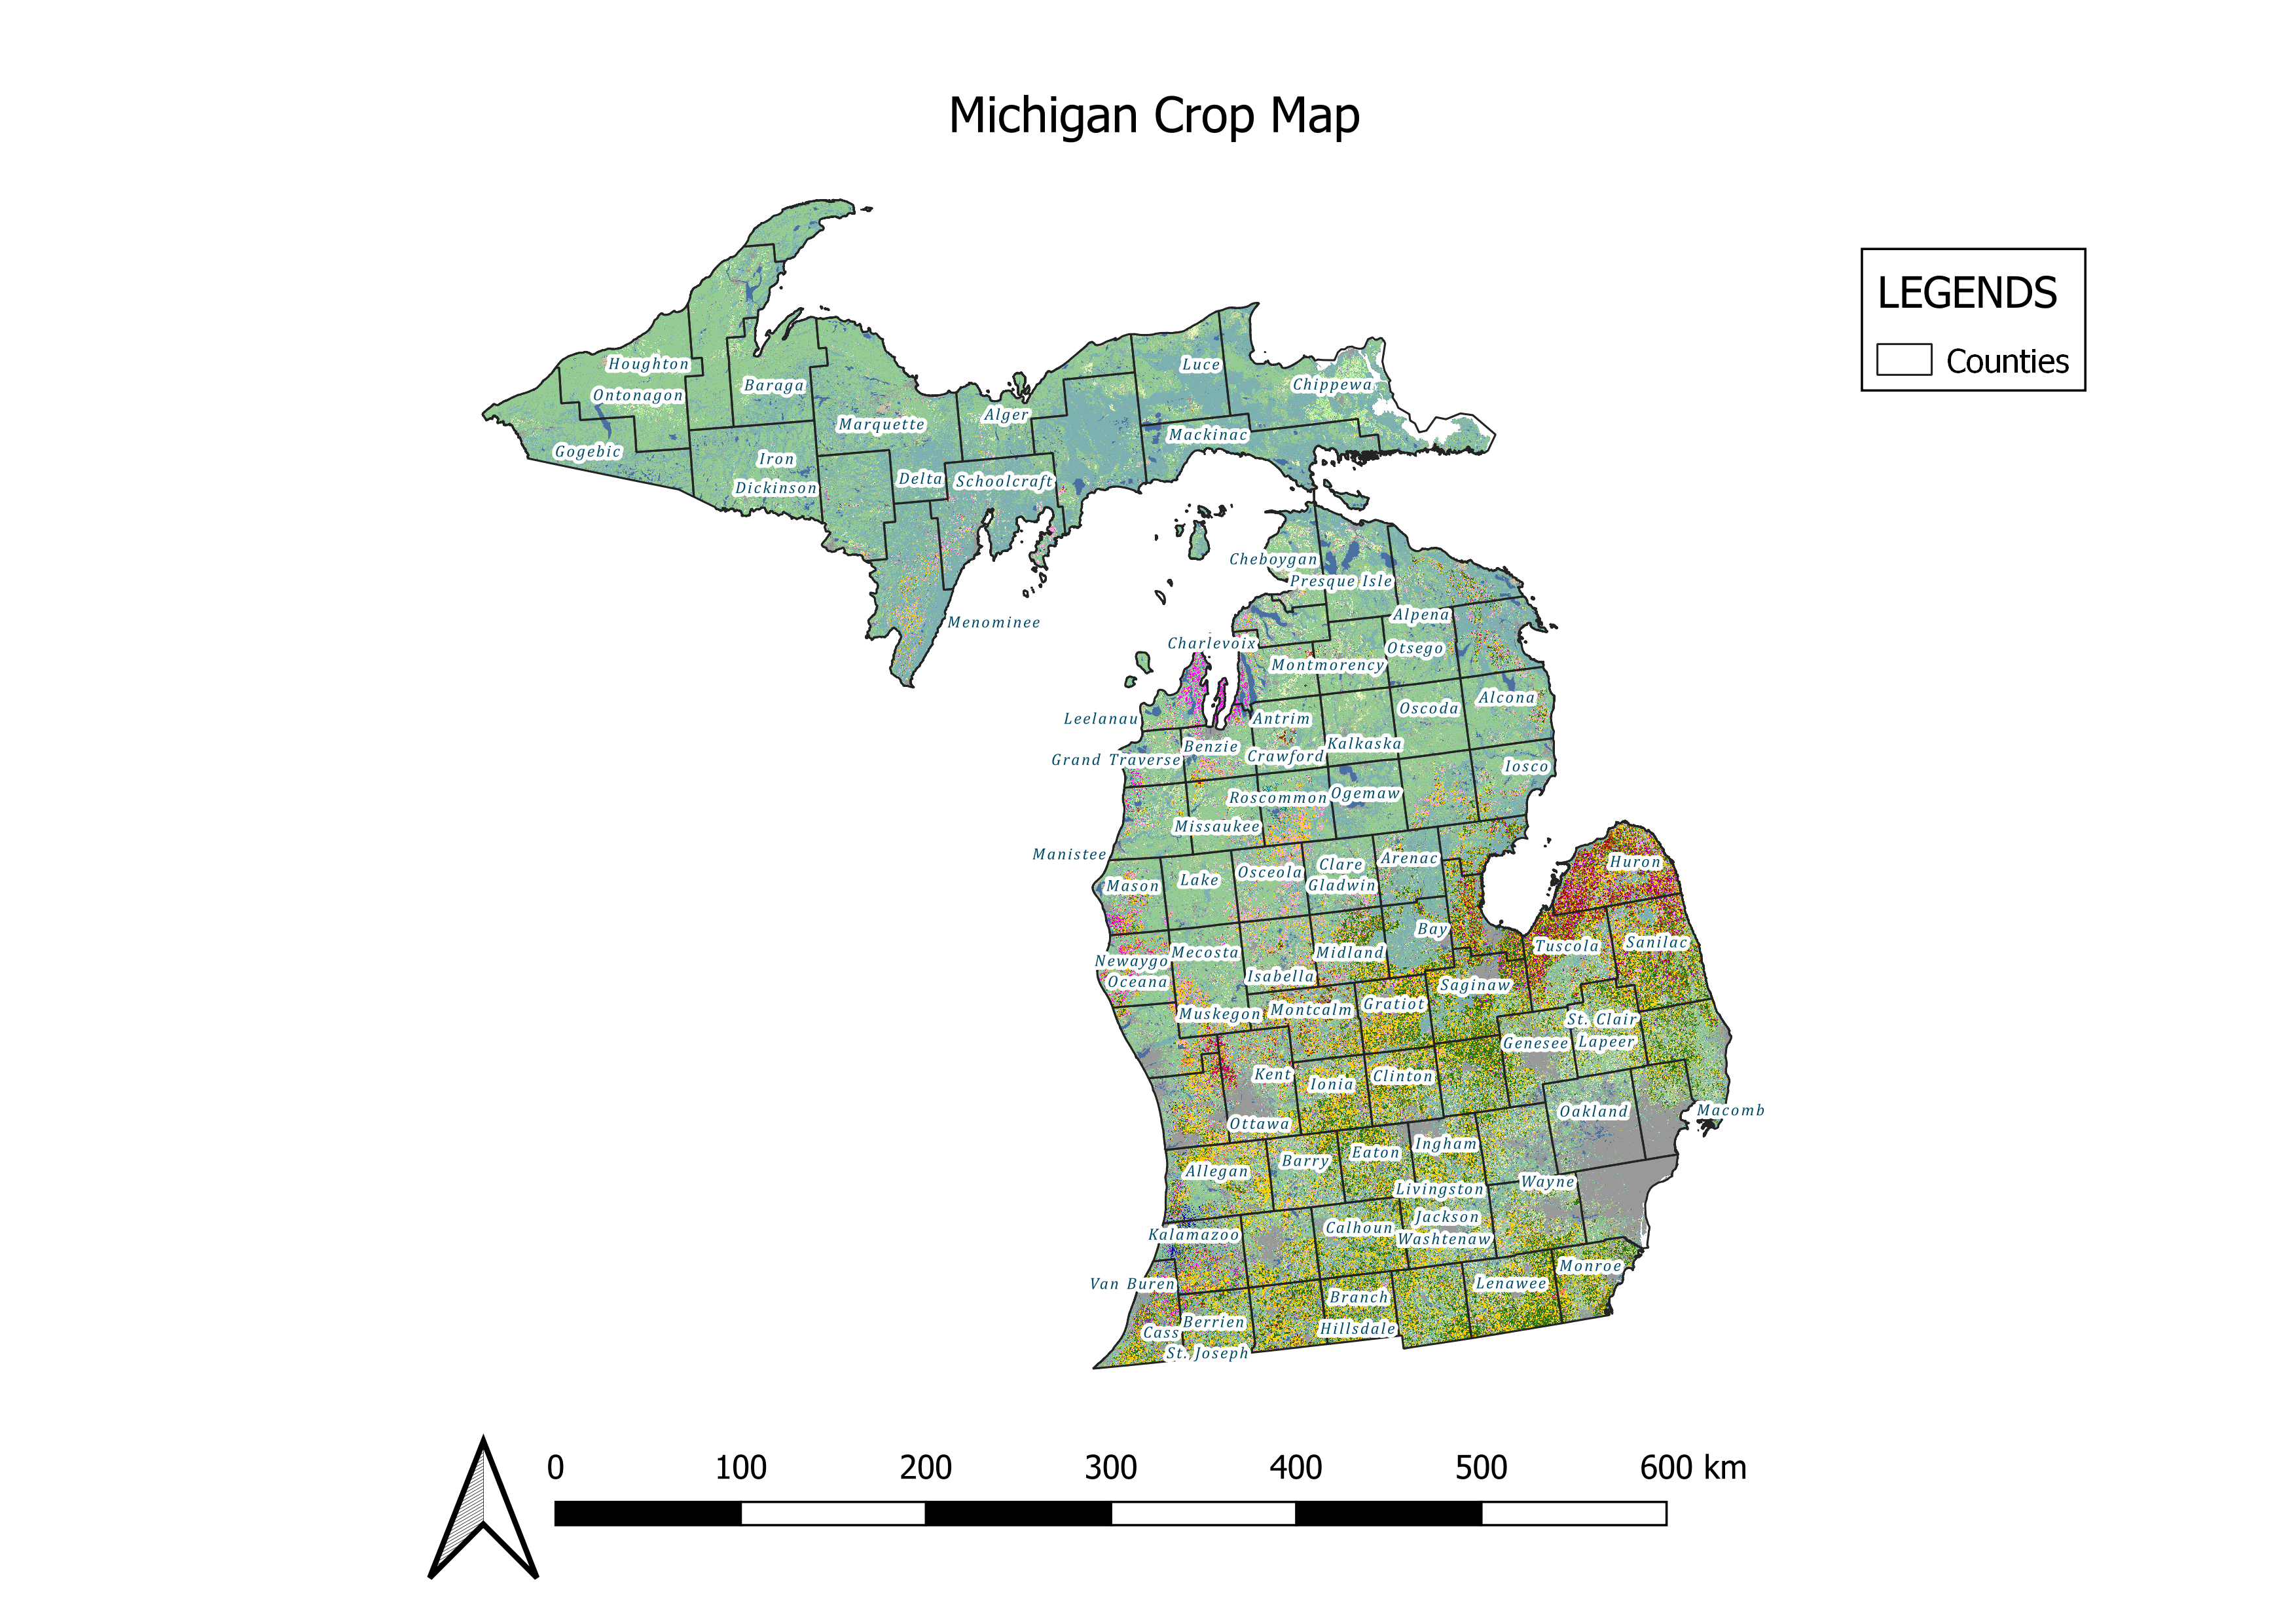 Michigan Crop Map
LEGENDS
Counties
Houghton
Ontonagon
Baraga
Gogebic
Iron
Dickinson
Marquette
Alger
Delta
Schoolcraft
Luce
Chippewa
Mackinac
Menominee
Cheboygan
Presque Isle
Alpena
Charlevoix
Otsego
Montmorency
Alcona
Oscoda
Leelanau
Antrim
Benzie
Kalkaska
Grand Traverse
Crawford
Iosco
Ogemaw
Roscommon
Missaukee
Manistee
Arenac
Clare
Huron
Osceola
Lake
Mason
Gladwin
Bay
Sanilac
Tuscola
Mecosta
Midland
Newaygo
Isabella
Oceana
Saginaw
Gratiot
Montcalm
Muskegon
St. Clair
Lapeer
Genesee
Kent
Clinton
Ionia
Oakland
Macomb
Ottawa
Ingham
Eaton
Barry
Allegan
Wayne
Livingston
Jackson
Calhoun
Kalamazoo
Washtenaw
Monroe
Van Buren
Lenawee
Branch
Berrien
Hillsdale
Cass
St. Joseph
0 100 200 300 400 500 600 km